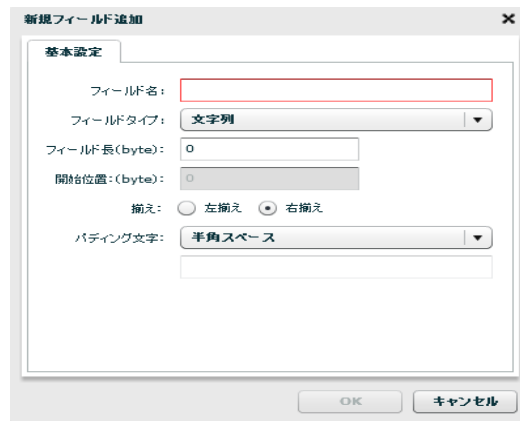 新規フィールド追加
基本設定
フィールド名:
フィールドタイプ: 文字列
フィールド長(byte): 0
開始位置:(byte): 0
揃え: 左揃え 右揃え
パディング文字: 半角スペース
OK キャンセル